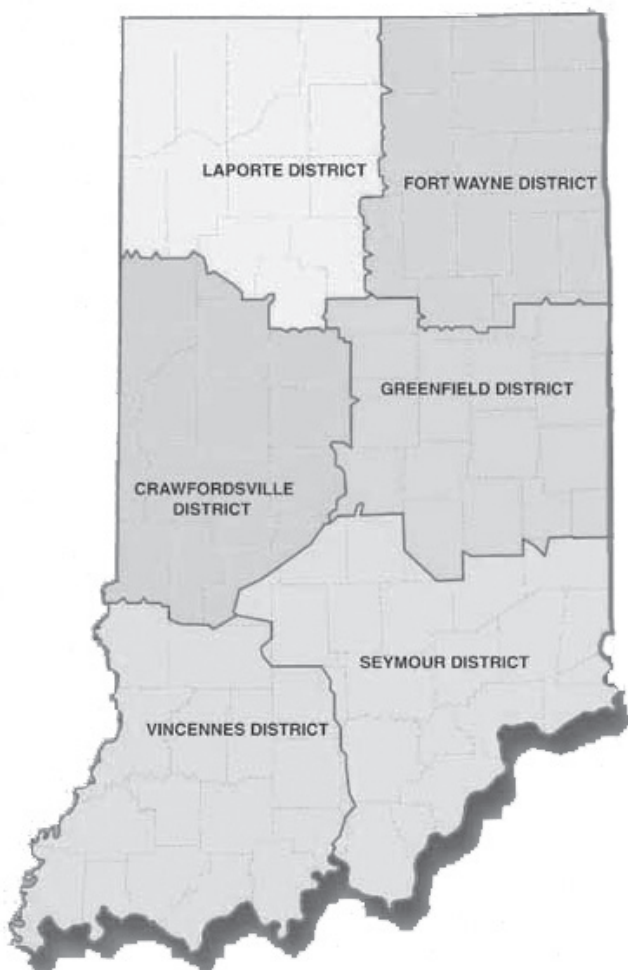 LAPORTE DISTRICT
FORT WAYNE DISTRICT
GREENFIELD DISTRICT
CRAWFORDSVILLE
DISTRICT
SEYMOUR DISTRICT
VINCENNES DISTRICT